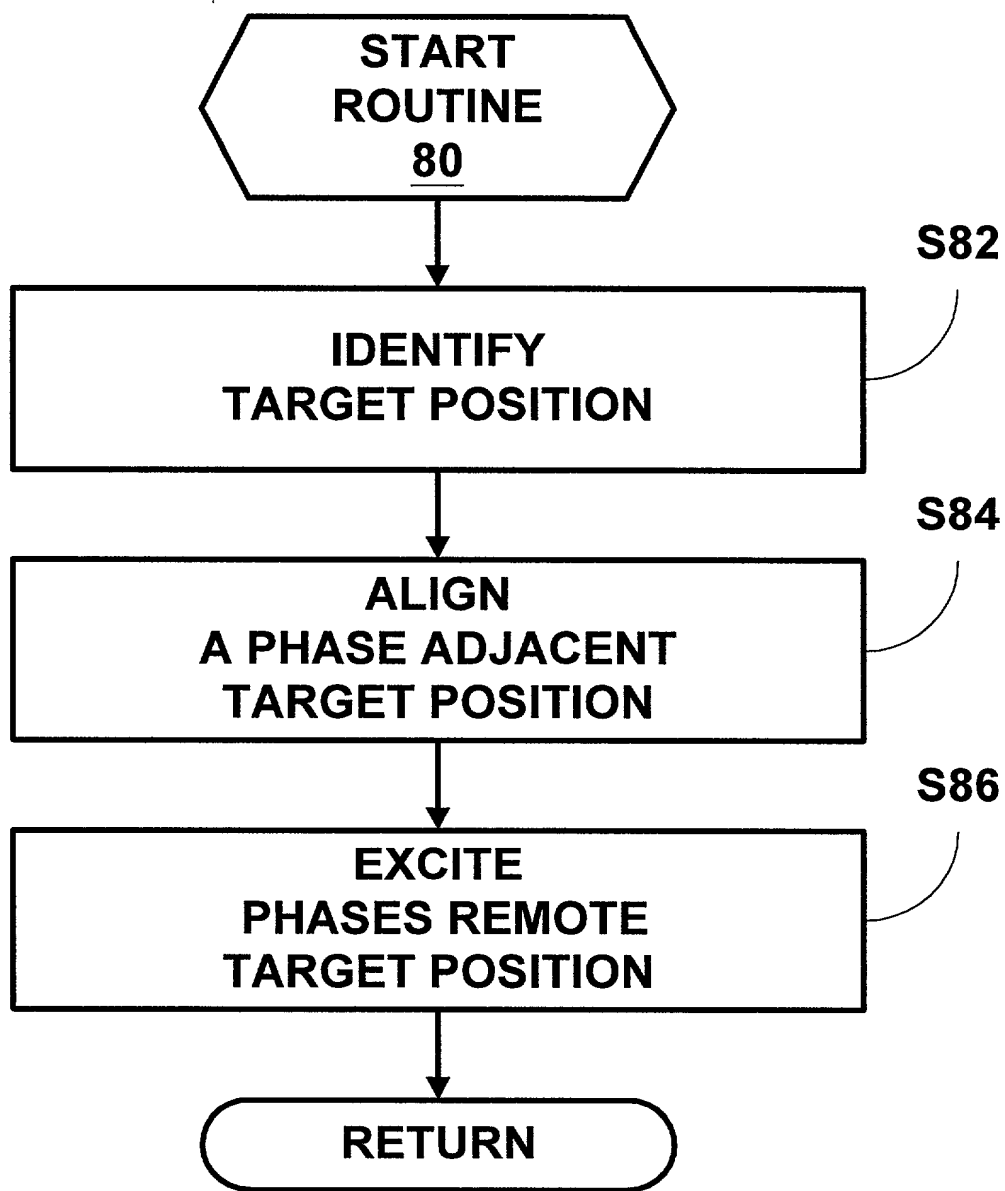 START
ROUTINE
80
S82
IDENTIFY
TARGET POSITION
S84
ALIGN
A PHASE ADJACENT
TARGET POSITION
S86
EXCITE
PHASES REMOTE
TARGET POSITION
RETURN